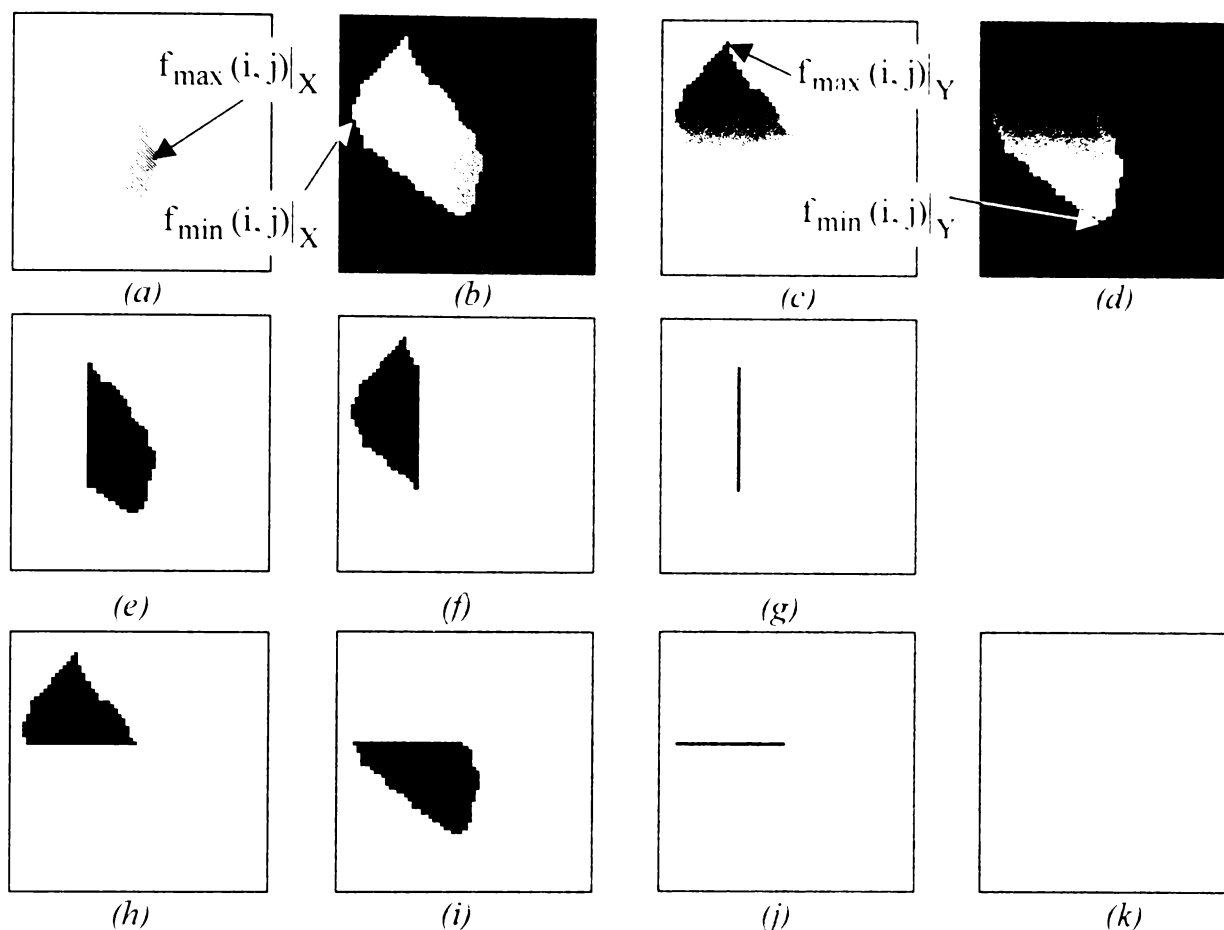 f_max (i, j)|_X
f_min (i, j)|_X
f_max (i, j)|_Y
f_min (i, j)|_Y
(a)
(b)
(c)
(d)
(e)
(f)
(g)
(h)
(i)
(j)
(k)